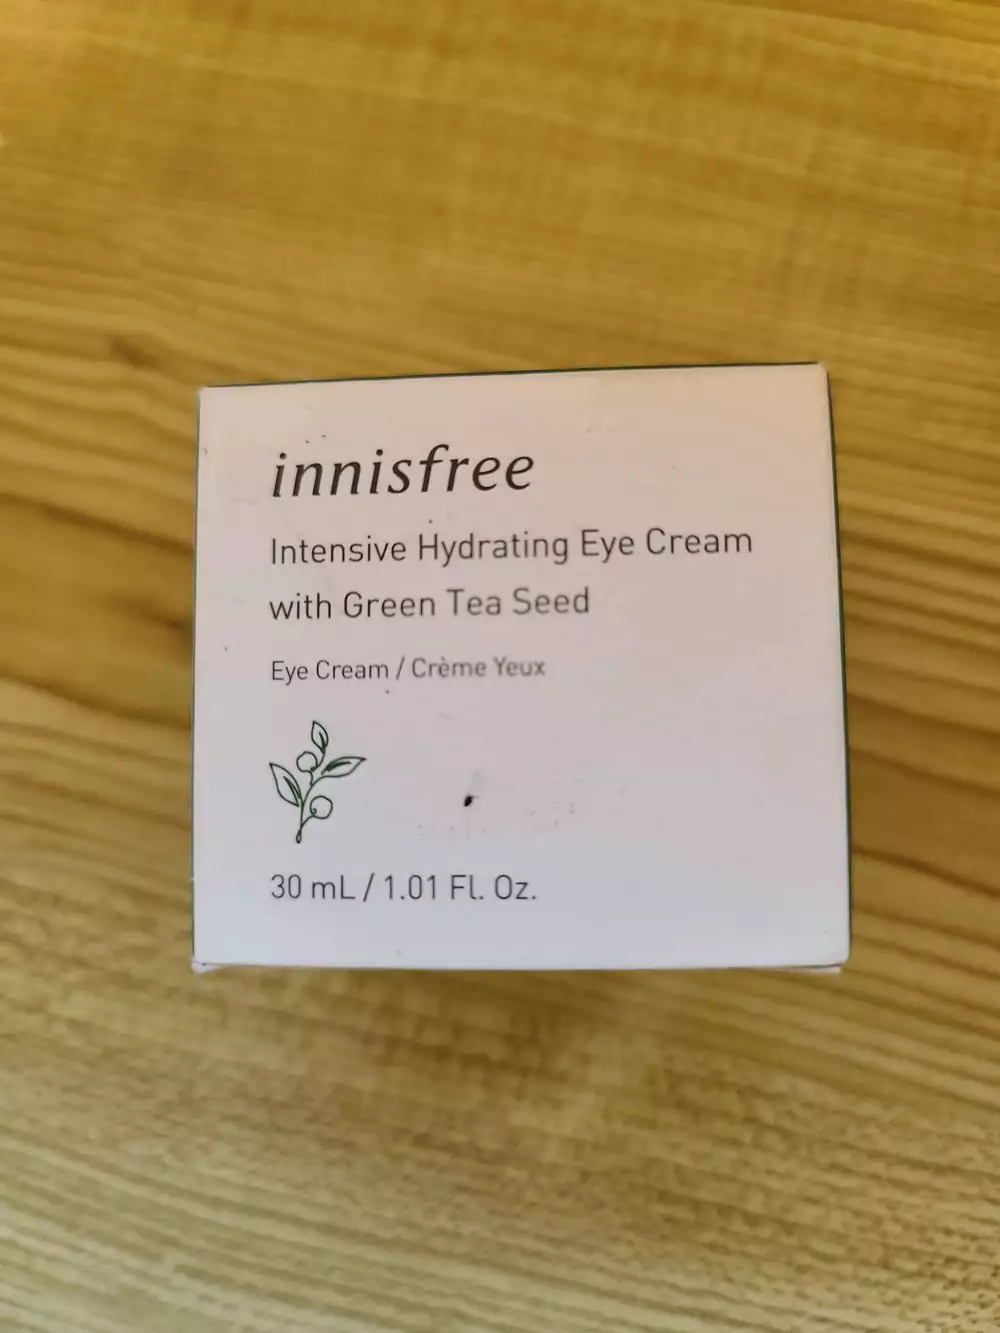 innisfree
Intensive Hydrating Eye Cream
with Green Tea Seed
Eye Cream / Crème Yeux
30 mL / 1.01 FL. Oz.